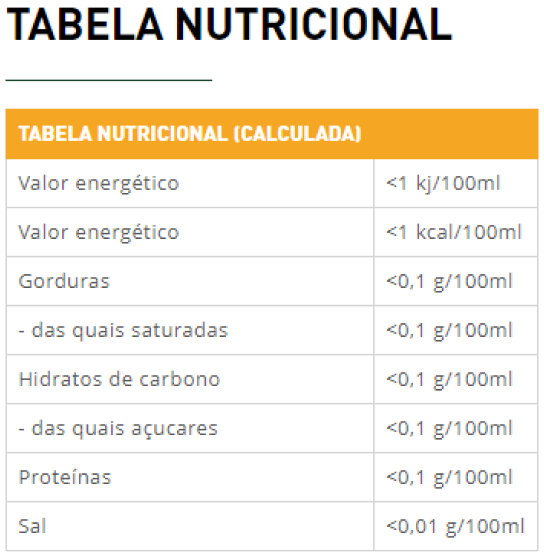 TABELA NUTRICIONAL
TABELA NUTRICIONAL (CALCULADA)
Valor energético <1 kj/100ml
Valor energético <1 kcal/100ml
Gorduras <0,1 g/100ml
- das quais saturadas <0,1 g/100ml
Hidratos de carbono <0,1 g/100ml
- das quais açucares <0,1 g/100ml
Proteínas <0,1 g/100ml
Sal <0,01 g/100ml